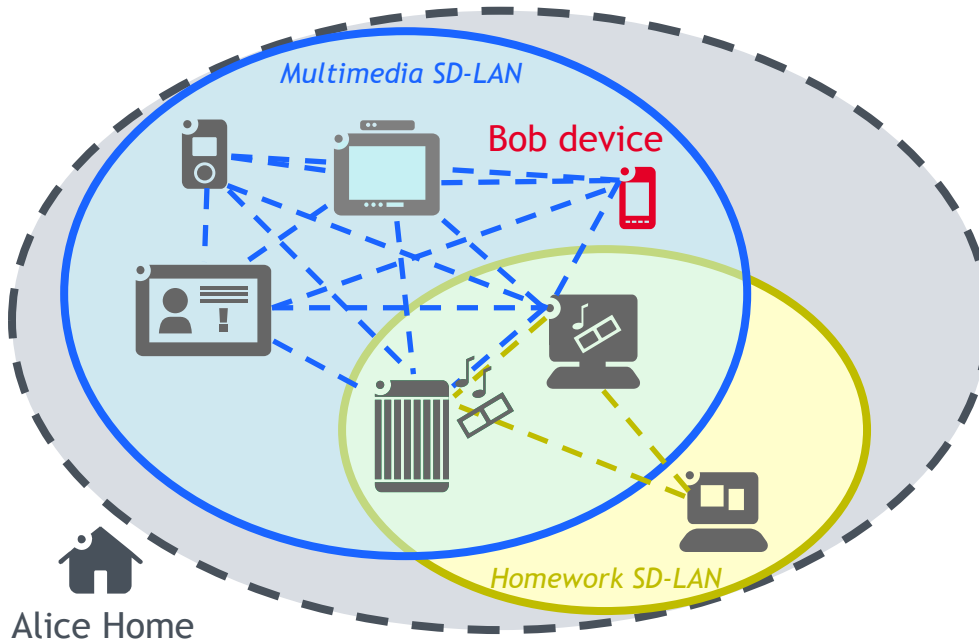 Multimedia SD-LAN
Bob device
Homework SD-LAN
Alice Home